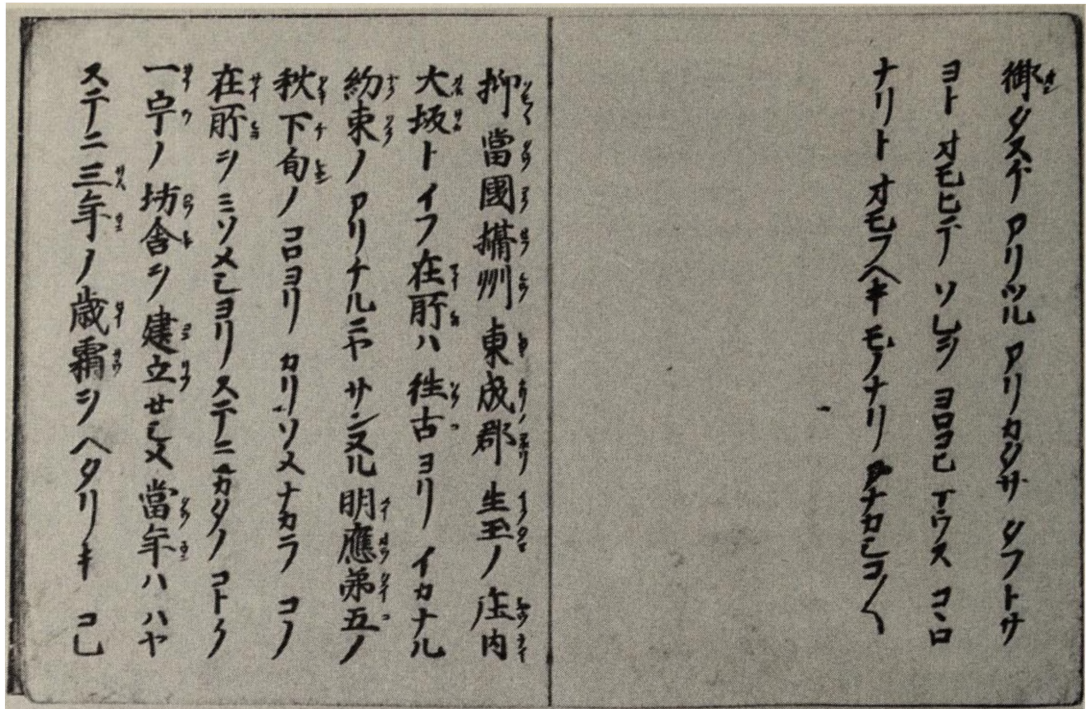 御タスケ アリツル アリカタサ タフトサ
ヨト オモヒテ ソレヲ ヨロコヒ マウス コヽロ
ナリト オモフヘキ モノナリ アナカシコ〱
抑 當國攝州 東成郡 生玉ノ 庄内
大坂トイフ 在所ハ 往古ヨリ イカナル
約束ノ アリケルニヤ サンヌル 明應第五ノ
秋下旬ノ コロヨリ カリソメ ナカラ コノ
在所ヲ ミソメシヨリ ステニ カタノ コトク
一宇ノ 坊舎ヲ 建立セシメ 當年ハ ハヤ
ステニ 三年ノ 歳霜ヲ ヘタリキ コレ